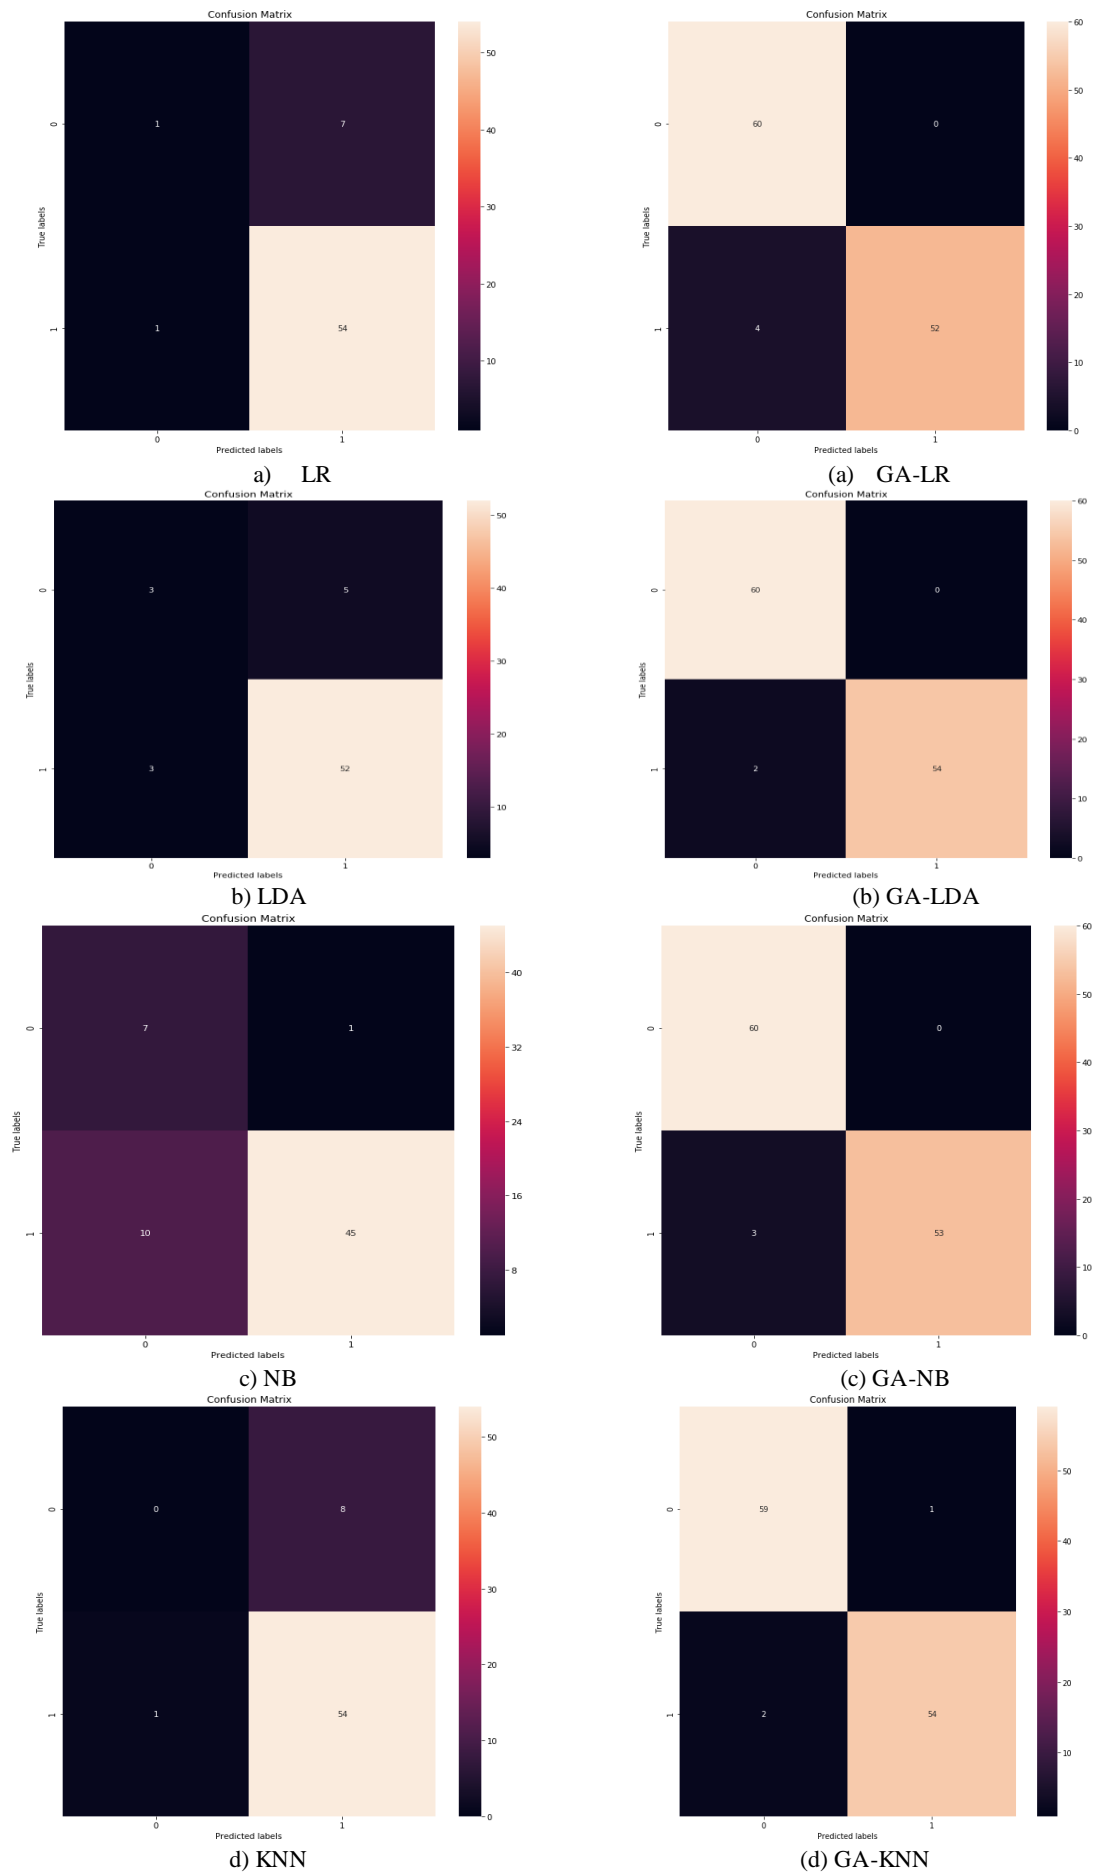 Confusion Matrix
50
40
30
20
10
0
1
True labels
1 7
1 54
0 1
Predicted labels
a) LR
Confusion Matrix
60
50
40
30
20
10
0
0
1
True labels
60 0
4 52
0 1
Predicted labels
(a) GA-LR
Confusion Matrix
50
40
30
20
10
0
1
True labels
3 5
3 52
0 1
Predicted labels
b) LDA
Confusion Matrix
60
50
40
30
20
10
0
0
1
True labels
60 0
2 54
0 1
Predicted labels
(b) GA-LDA
Confusion Matrix
40
32
24
16
8
0
1
True labels
7 1
10 45
0 1
Predicted labels
c) NB
Confusion Matrix
60
50
40
30
20
10
0
0
1
True labels
60 0
3 53
0 1
Predicted labels
(c) GA-NB
Confusion Matrix
50
40
30
20
10
0
0
1
True labels
0 8
1 54
0 1
Predicted labels
d) KNN
Confusion Matrix
50
40
30
20
10
0
1
True labels
59 1
2 54
0 1
Predicted labels
(d) GA-KNN